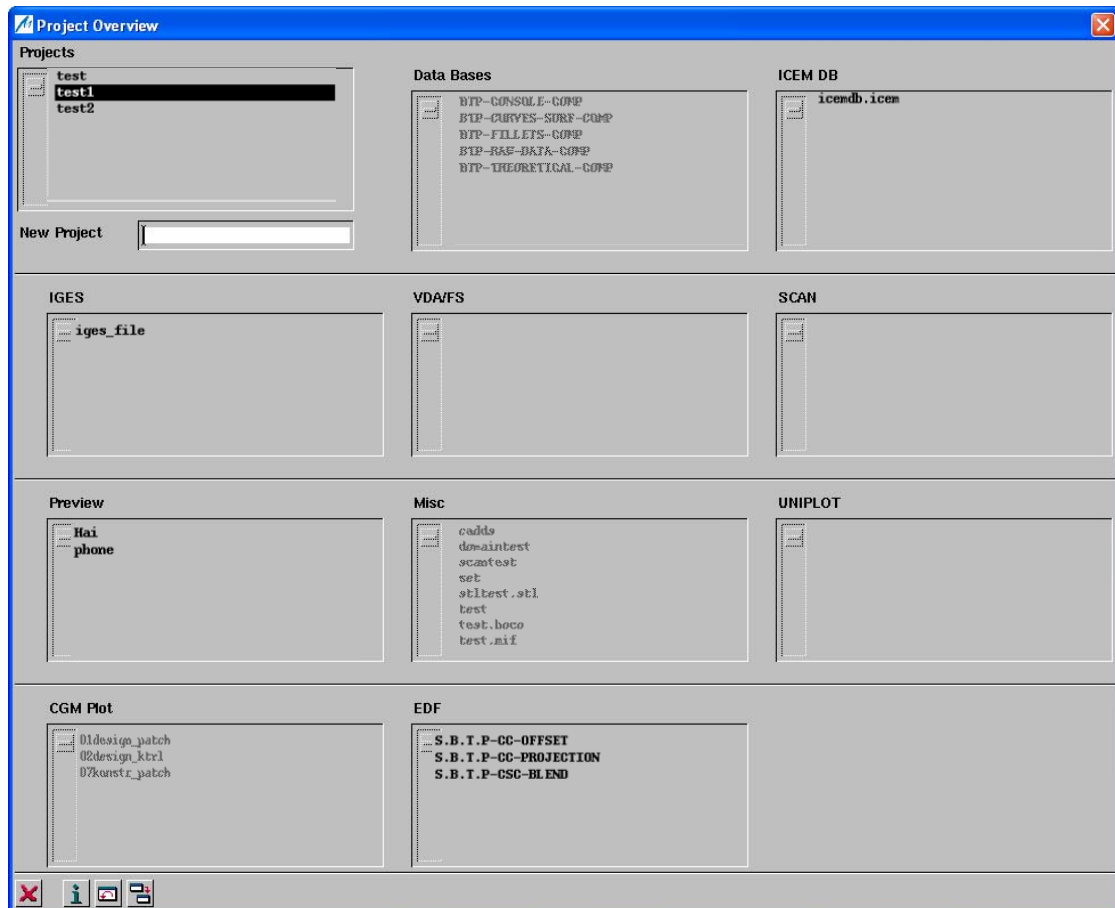 Project Overview
Projects
test
test1
test2
New Project
Data Bases
BTP-CONSOLE-COMP
BTP-CURVES-SURF-COMP
BTP-FILLETS-COMP
BTP-RAW-DATA-COMP
BTP-THEORETICAL-COMP
ICEM DB
icemdb.icem
IGES
iges_file
VDA/FS
SCAN
Preview
Hai
phone
Misc
cadds
domaintest
scantest
set
stltest.stl
test
test.boco
test.mif
UNIPLOT
CGM Plot
01design_patch
02design_ktrl
07konstr_patch
EDF
S.B.T.P-CC-OFFSET
S.B.T.P-CC-PROJECTION
S.B.T.P-CSC-BLEND